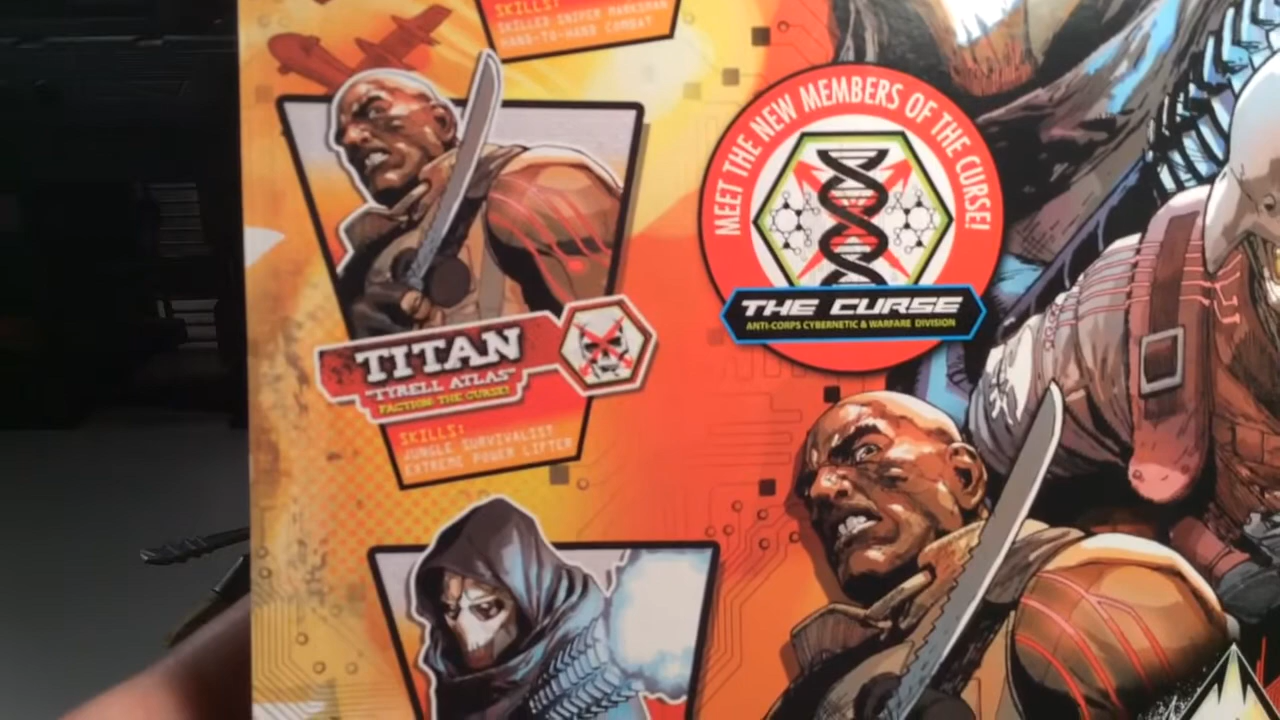 SKILLS:
SKILLED SNIPER MARKSMAN
HAND-TO-HAND COMBAT
MEET THE NEW MEMBERS OF THE CURSE!
THE CURSE
ANTI-CORPS CYBERNETIC & WARFARE DIVISION
TITAN
"TYRELL ATLAS"
FACTION: THE CURSE!
SKILLS:
JUNGLE SURVIVALIST
EXTREME POWER LIFTER